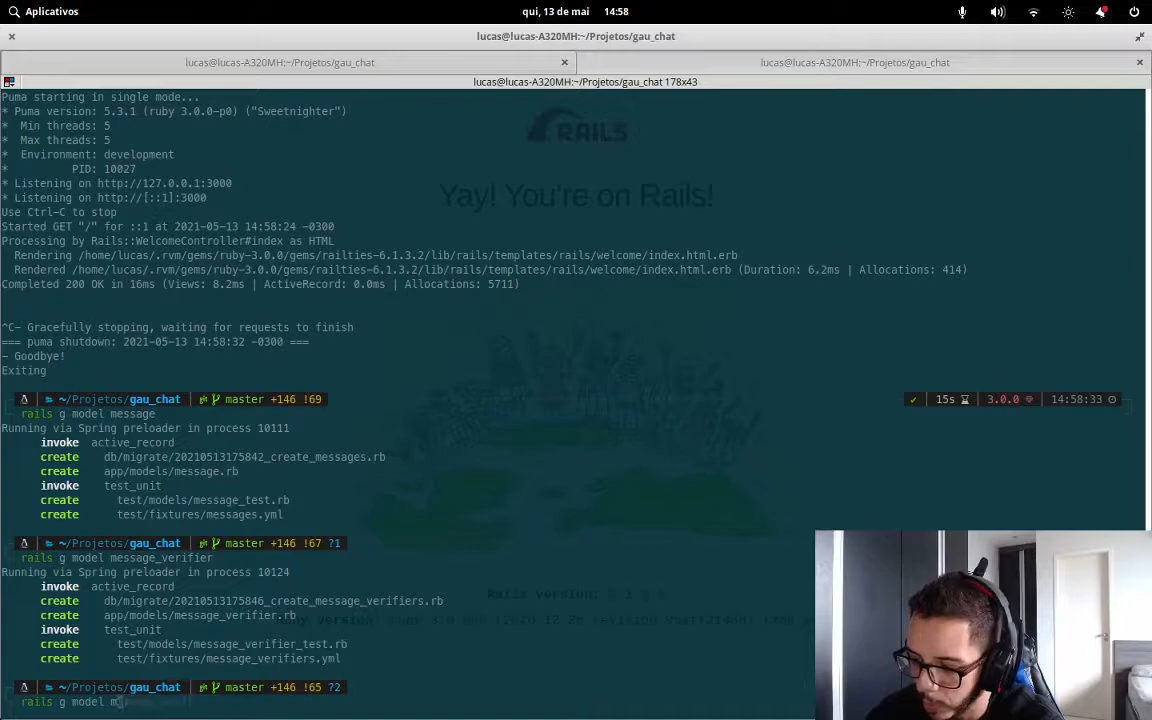 Aplicativos
qui, 13 de mai 14:58
lucas@lucas-A320MH:~/Projetos/gau_chat
lucas@lucas-A320MH:~/Projetos/gau_chat
lucas@lucas-A320MH:~/Projetos/gau_chat
lucas@lucas-A320MH:~/Projetos/gau_chat 178x43
Puma starting in single mode...
* Puma version: 5.3.1 (ruby 3.0.0-p0) ("Sweetnighter")
*  Min threads: 5
*  Max threads: 5
*  Environment: development
*          PID: 10027
* Listening on http://127.0.0.1:3000
* Listening on http://[::1]:3000
Use Ctrl-C to stop
Started GET "/" for ::1 at 2021-05-13 14:58:24 -0300
Processing by Rails::WelcomeController#index as HTML
  Rendering /home/lucas/.rvm/gems/ruby-3.0.0/gems/railties-6.1.3.2/lib/rails/templates/rails/welcome/index.html.erb
  Rendered /home/lucas/.rvm/gems/ruby-3.0.0/gems/railties-6.1.3.2/lib/rails/templates/rails/welcome/index.html.erb (Duration: 6.2ms | Allocations: 414)
Completed 200 OK in 16ms (Views: 8.2ms | ActiveRecord: 0.0ms | Allocations: 5711)
RAILS
Yay! You're on Rails!
^C- Gracefully stopping, waiting for requests to finish
=== puma shutdown: 2021-05-13 14:58:32 -0300 ===
- Goodbye!
Exiting
~/Projetos/gau_chat master +146 !69 ✓ 15s 3.0.0 14:58:33
rails g model message
Running via Spring preloader in process 10111
      invoke  active_record
      create    db/migrate/20210513175842_create_messages.rb
      create    app/models/message.rb
      invoke    test_unit
      create      test/models/message_test.rb
      create      test/fixtures/messages.yml
~/Projetos/gau_chat master +146 !67 ?1
rails g model message_verifier
Running via Spring preloader in process 10124
      invoke  active_record
      create    db/migrate/20210513175846_create_message_verifiers.rb
      create    app/models/message_verifier.rb
      invoke    test_unit
      create      test/models/message_verifier_test.rb
      create      test/fixtures/message_verifiers.yml
Rails version:
~/Projetos/gau_chat master +146 !65 ?2
rails g model m